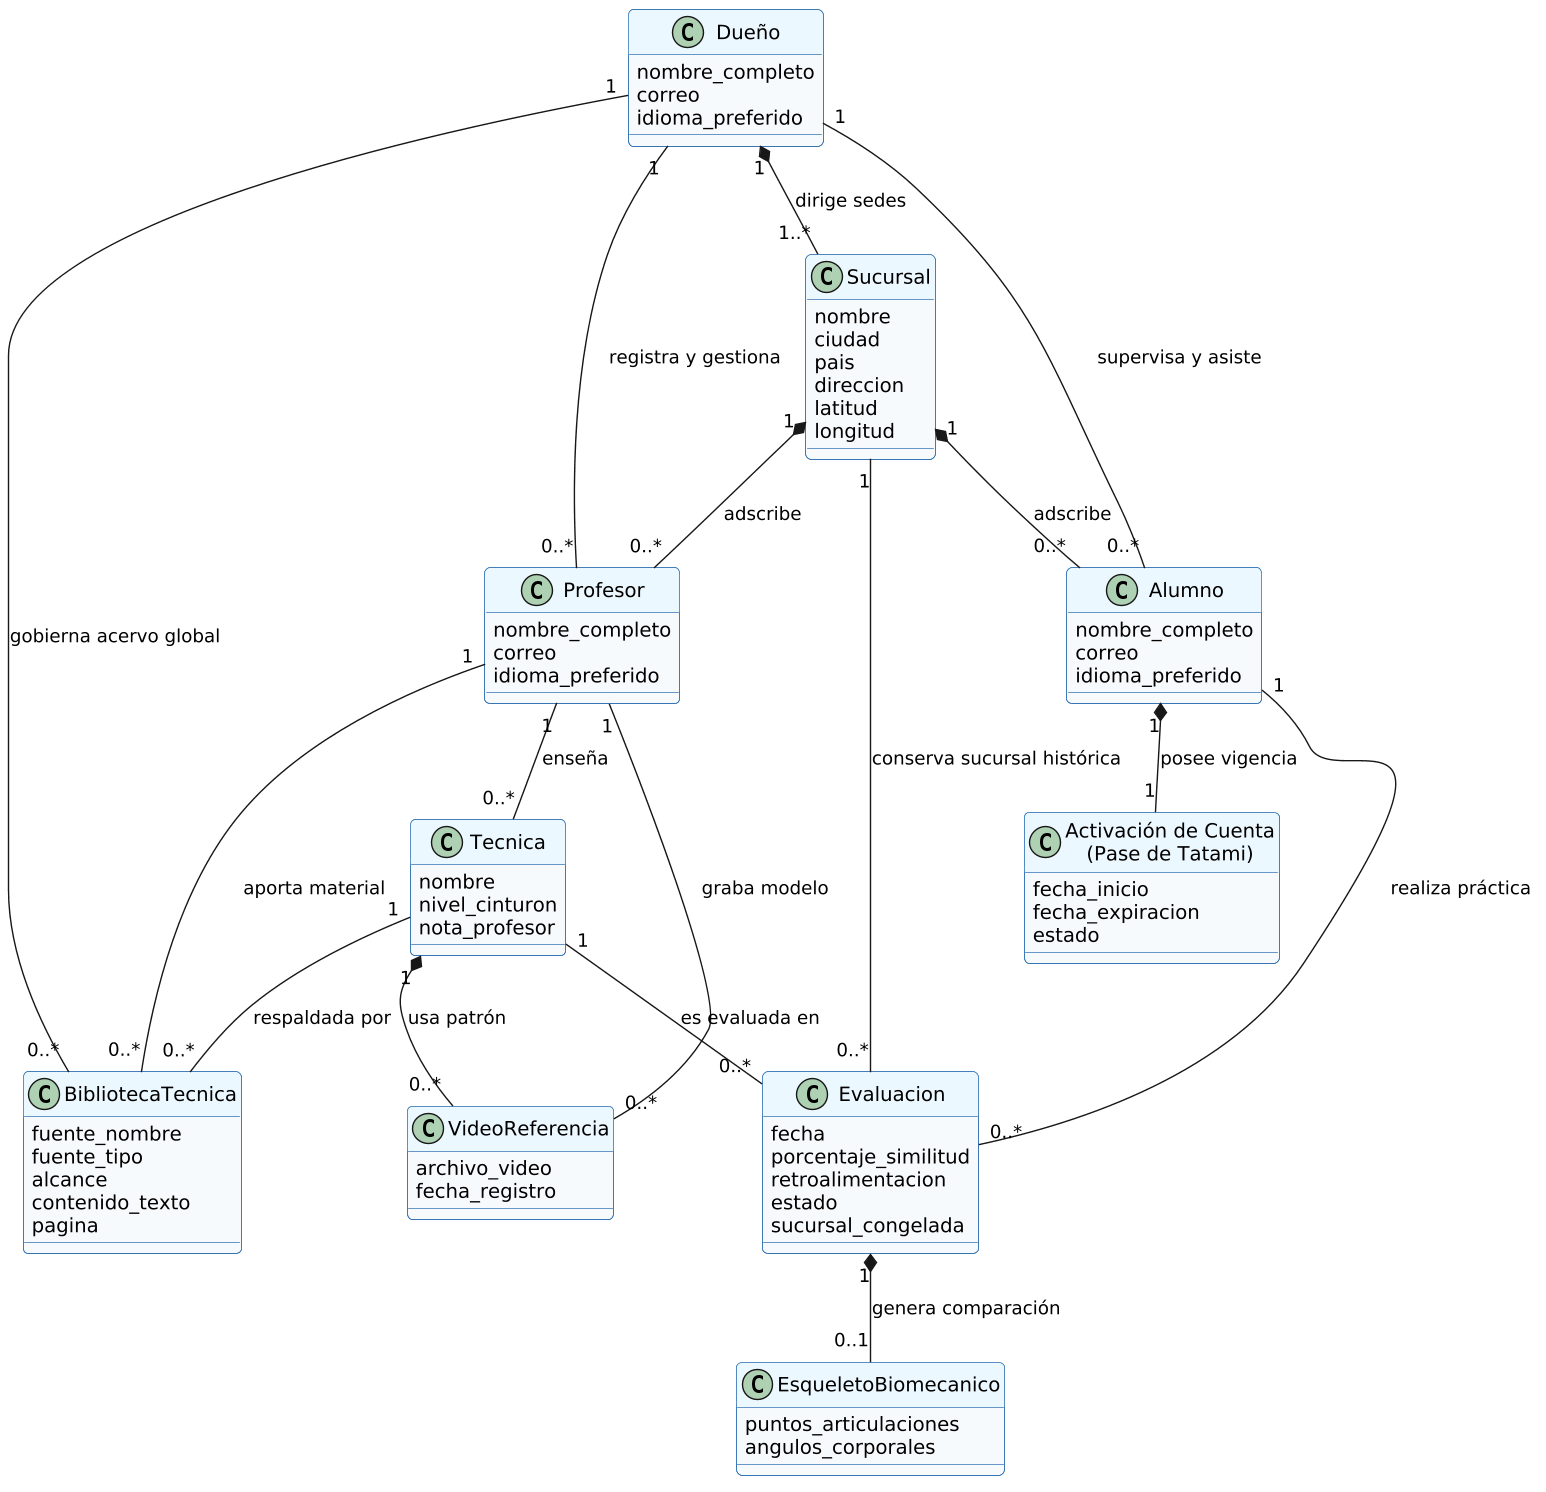 C Dueño
nombre_completo
correo
idioma_preferido
1
1
1
1
dirige sedes
1..*
C Sucursal
nombre
ciudad
pais
direccion
latitud
longitud
registra y gestiona
supervisa y asiste
1
1
1
adscribe
adscribe
0..*
0..*
0..*
0..*
C Profesor
nombre_completo
correo
idioma_preferido
C Alumno
nombre_completo
correo
idioma_preferido
gobierna acervo global
1
1
1
1
1
enseña
conserva sucursal histórica
posee vigencia
0..*
1
C Tecnica
nombre
nivel_cinturon
nota_profesor
C Activación de Cuenta
(Pase de Tatami)
fecha_inicio
fecha_expiracion
estado
aporta material
graba modelo
realiza práctica
1
1
1
respaldada por
usa patrón
es evaluada en
0..*
0..*
0..*
0..*
0..*
0..*
0..*
0..*
C BibliotecaTecnica
fuente_nombre
fuente_tipo
alcance
contenido_texto
pagina
C VideoReferencia
archivo_video
fecha_registro
C Evaluacion
fecha
porcentaje_similitud
retroalimentacion
estado
sucursal_congelada
1
genera comparación
0..1
C EsqueletoBiomecanico
puntos_articulaciones
angulos_corporales